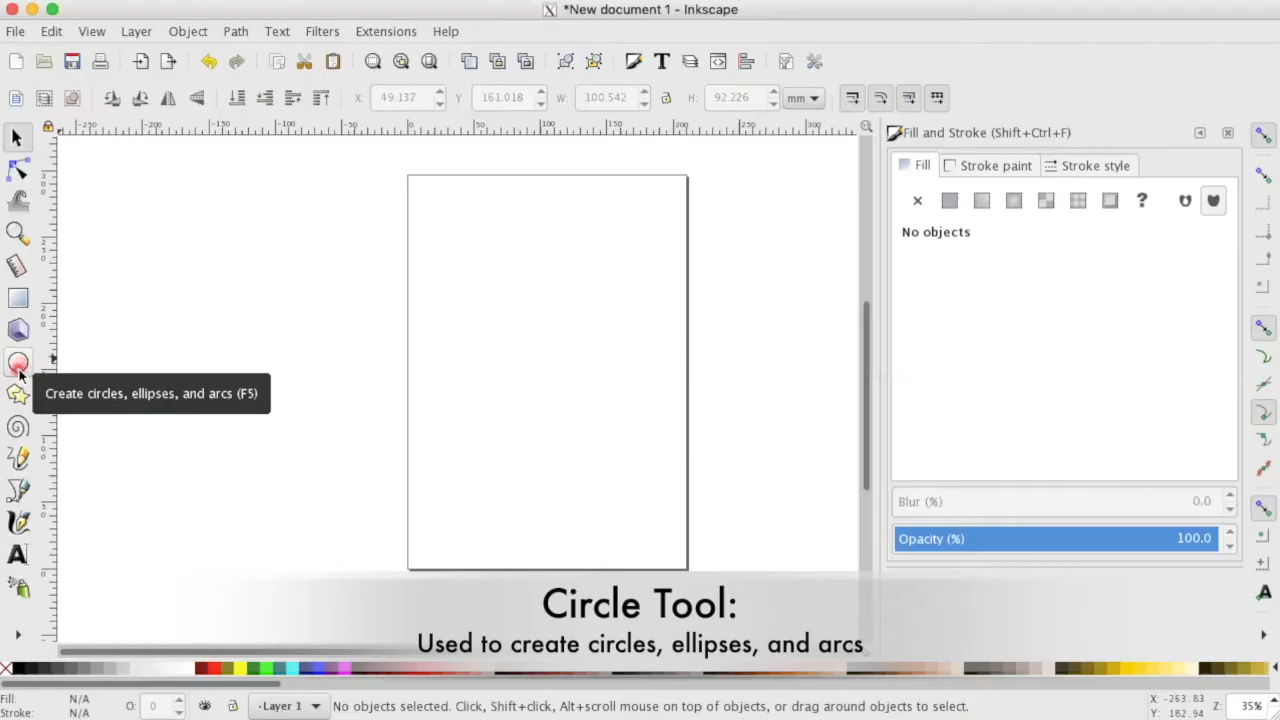 *New document 1 - Inkscape
File Edit View Layer Object Path Text Filters Extensions Help
X: 49.137 Y 161.018 W: 100.542 H: 92.226 mm
Fill and Stroke (Shift+Ctrl+F)
Fill Stroke paint Stroke style
No objects
Create circles, ellipses, and arcs (F5)
Blur (%) 0.0
Opacity (%) 100.0
Circle Tool:
Used to create circles, ellipses, and arcs
Fill: N/A
Stroke: N/A
O: 0
·Layer 1
No objects selected. Click, Shift+click, Alt+scroll mouse on top of objects, or drag around objects to select.
X: -263.83
Y: 182.94
Z: 35%